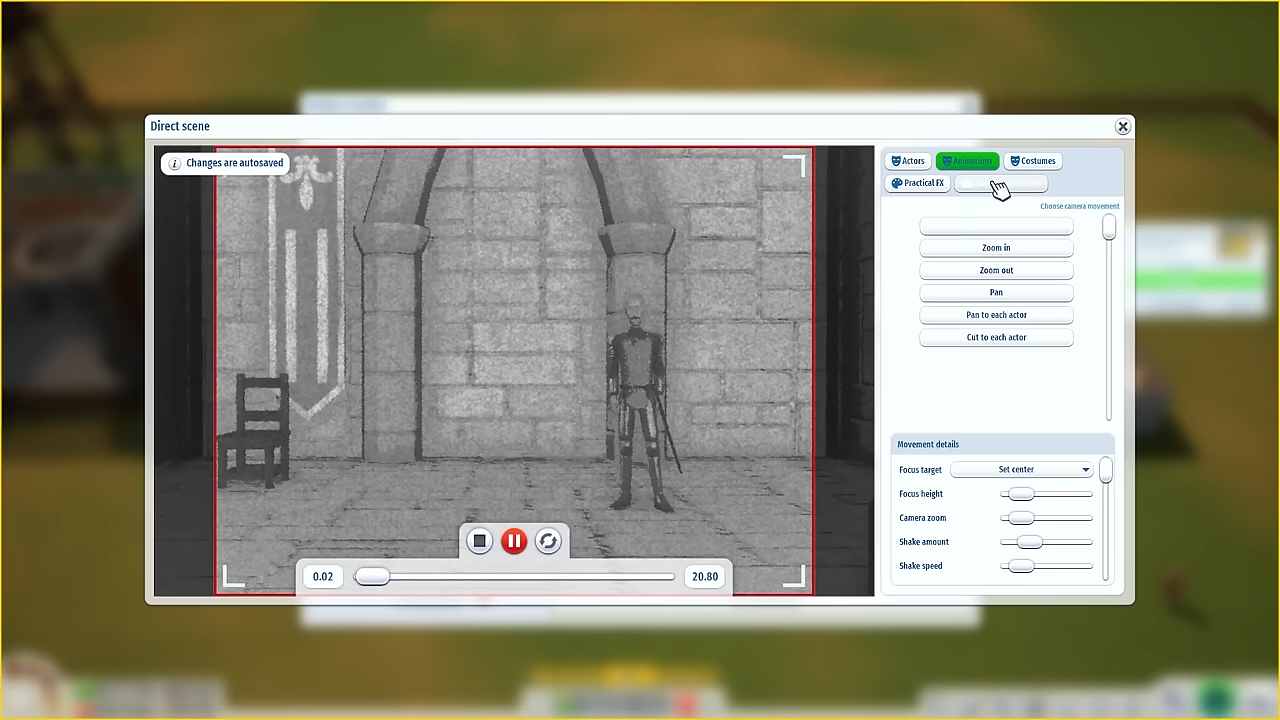 Direct scene
Changes are autosaved
Actors
Animations
Costumes
Practical FX
Choose camera movement
Zoom in
Zoom out
Pan
Pan to each actor
Cut to each actor
Movement details
Focus target Set center
Focus height
Camera zoom
Shake amount
Shake speed
0.02
20.80